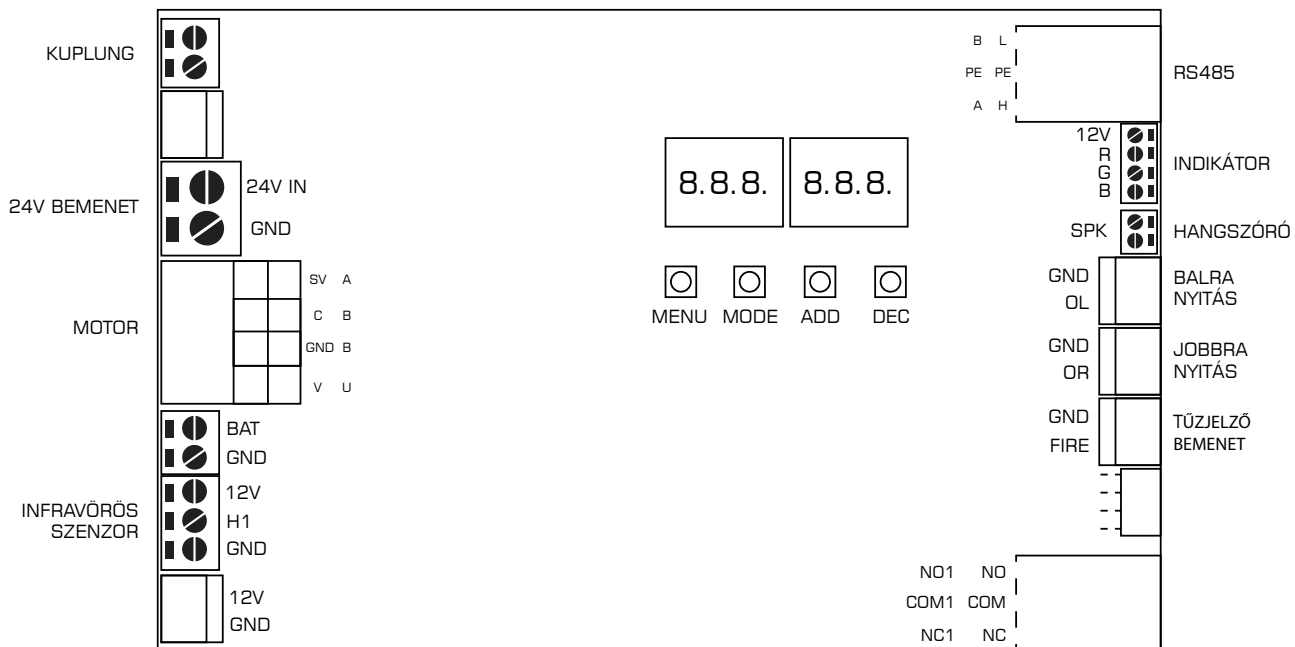 KUPLUNG
24V IN
24V BEMENET
GND
SV A
C B
MOTOR
GND B
V U
BAT
GND
12V
INFRAVÖRÖS
SZENZOR
H1
GND
12V
GND
8.8.8. 8.8.8.
MENU MODE ADD DEC
B L
PE PE
A H
RS485
12V
R
G
B
INDIKÁTOR
SPK
HANGSZÓRÓ
GND
OL
BALRA
NYITÁS
GND
OR
JOBBRA
NYITÁS
GND
FIRE
TŰZJELZŐ
BEMENET
NO1 NO
COM1 COM
NC1 NC